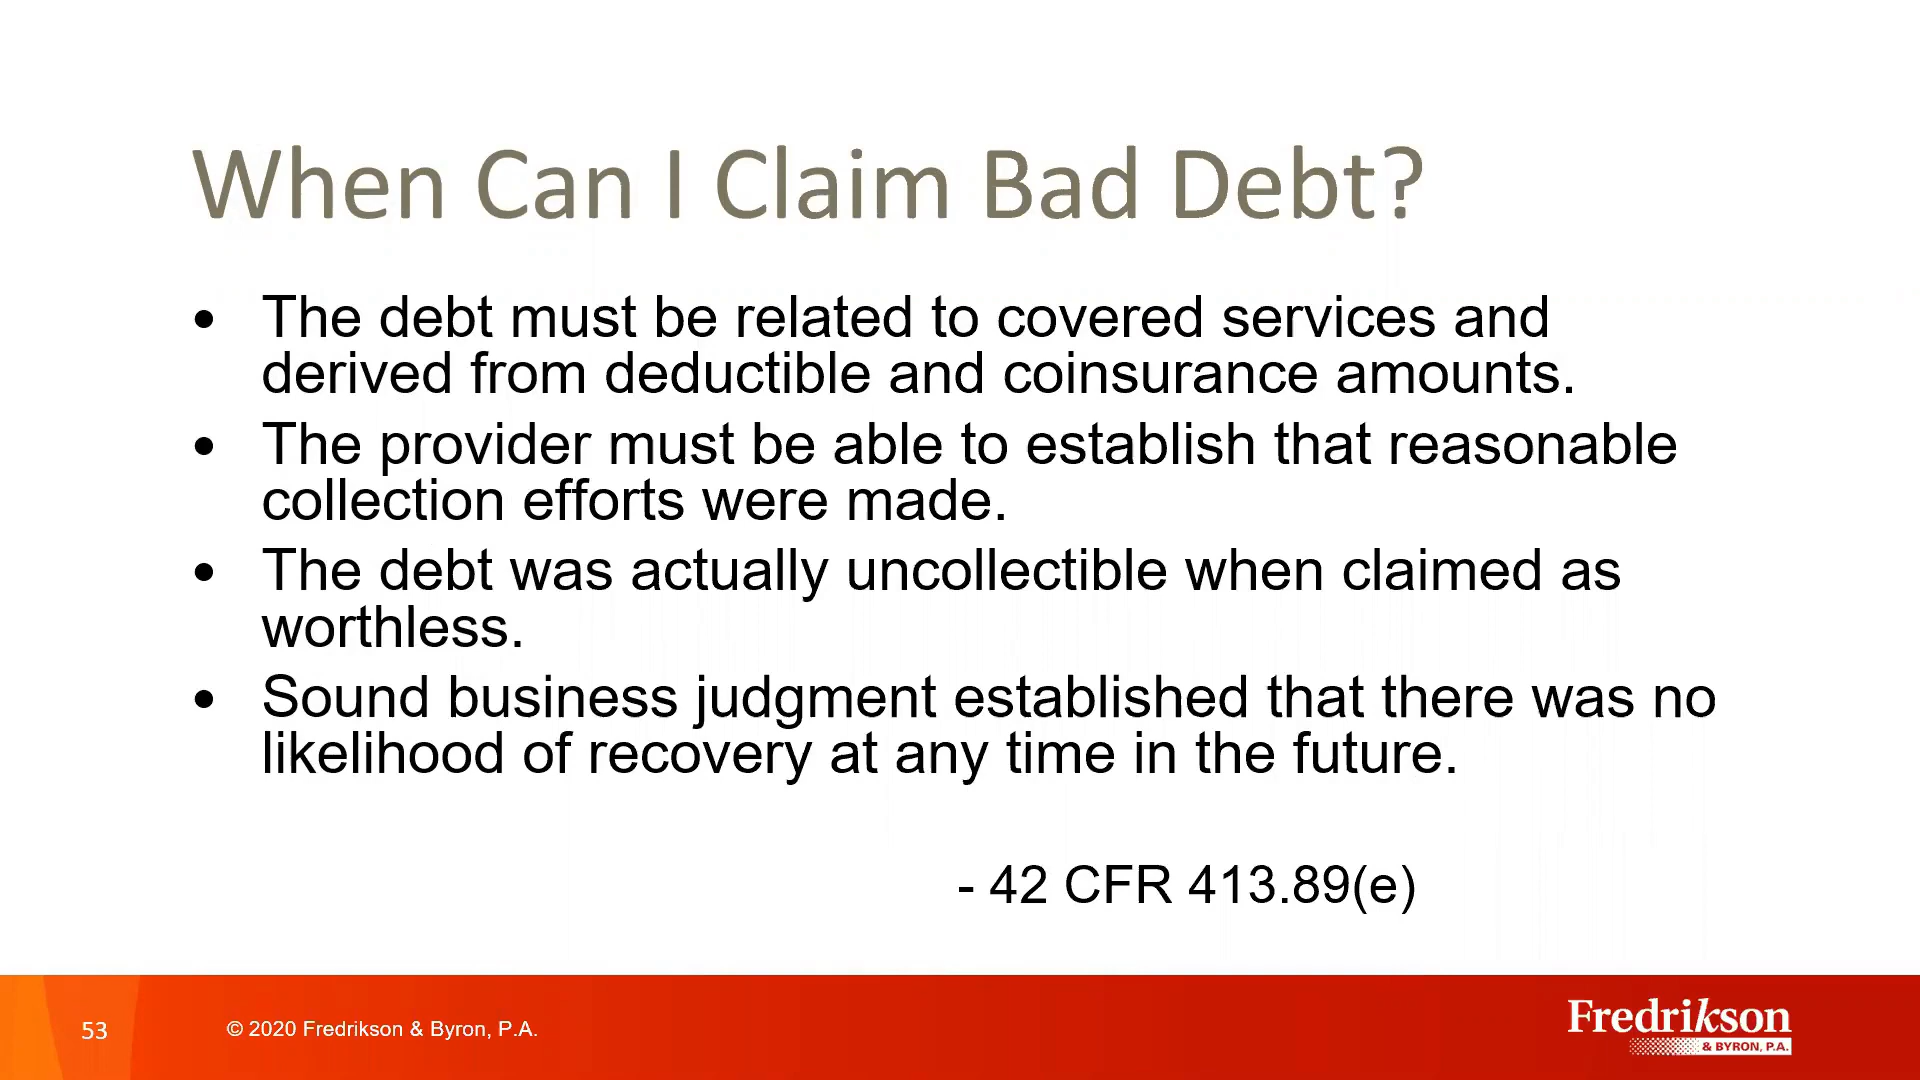 When Can I Claim Bad Debt?
• The debt must be related to covered services and
derived from deductible and coinsurance amounts.
• The provider must be able to establish that reasonable
collection efforts were made.
• The debt was actually uncollectible when claimed as
worthless.
• Sound business judgment established that there was no
likelihood of recovery at any time in the future.
- 42 CFR 413.89(e)
53
© 2020 Fredrikson & Byron, P.A.
Fredrikson
& BYRON, P.A.